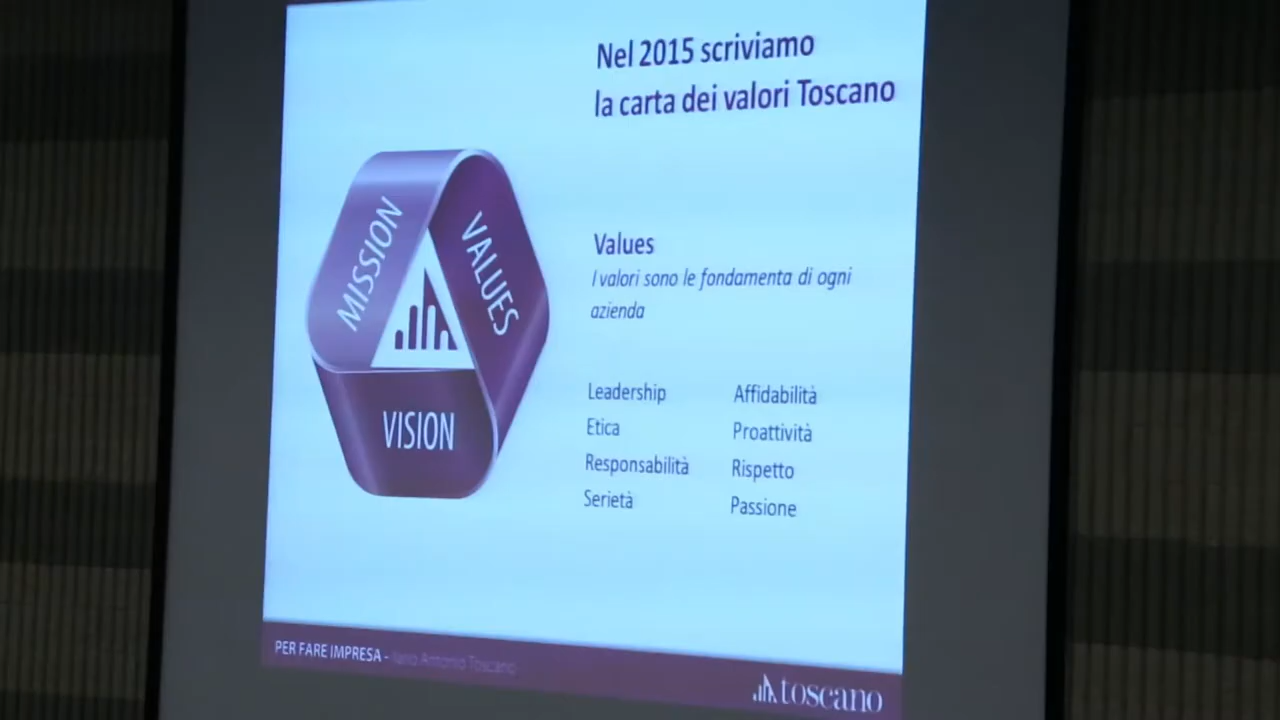 Nel 2015 scriviamo
la carta dei valori Toscano
MISSION
VALUES
VISION
Values
I valori sono le fondamenta di ogni
azienda
Leadership
Affidabilità
Etica
Proattività
Responsabilità
Rispetto
Serietà
Passione
PER FARE IMPRESA - Antonio Toscano
toscano